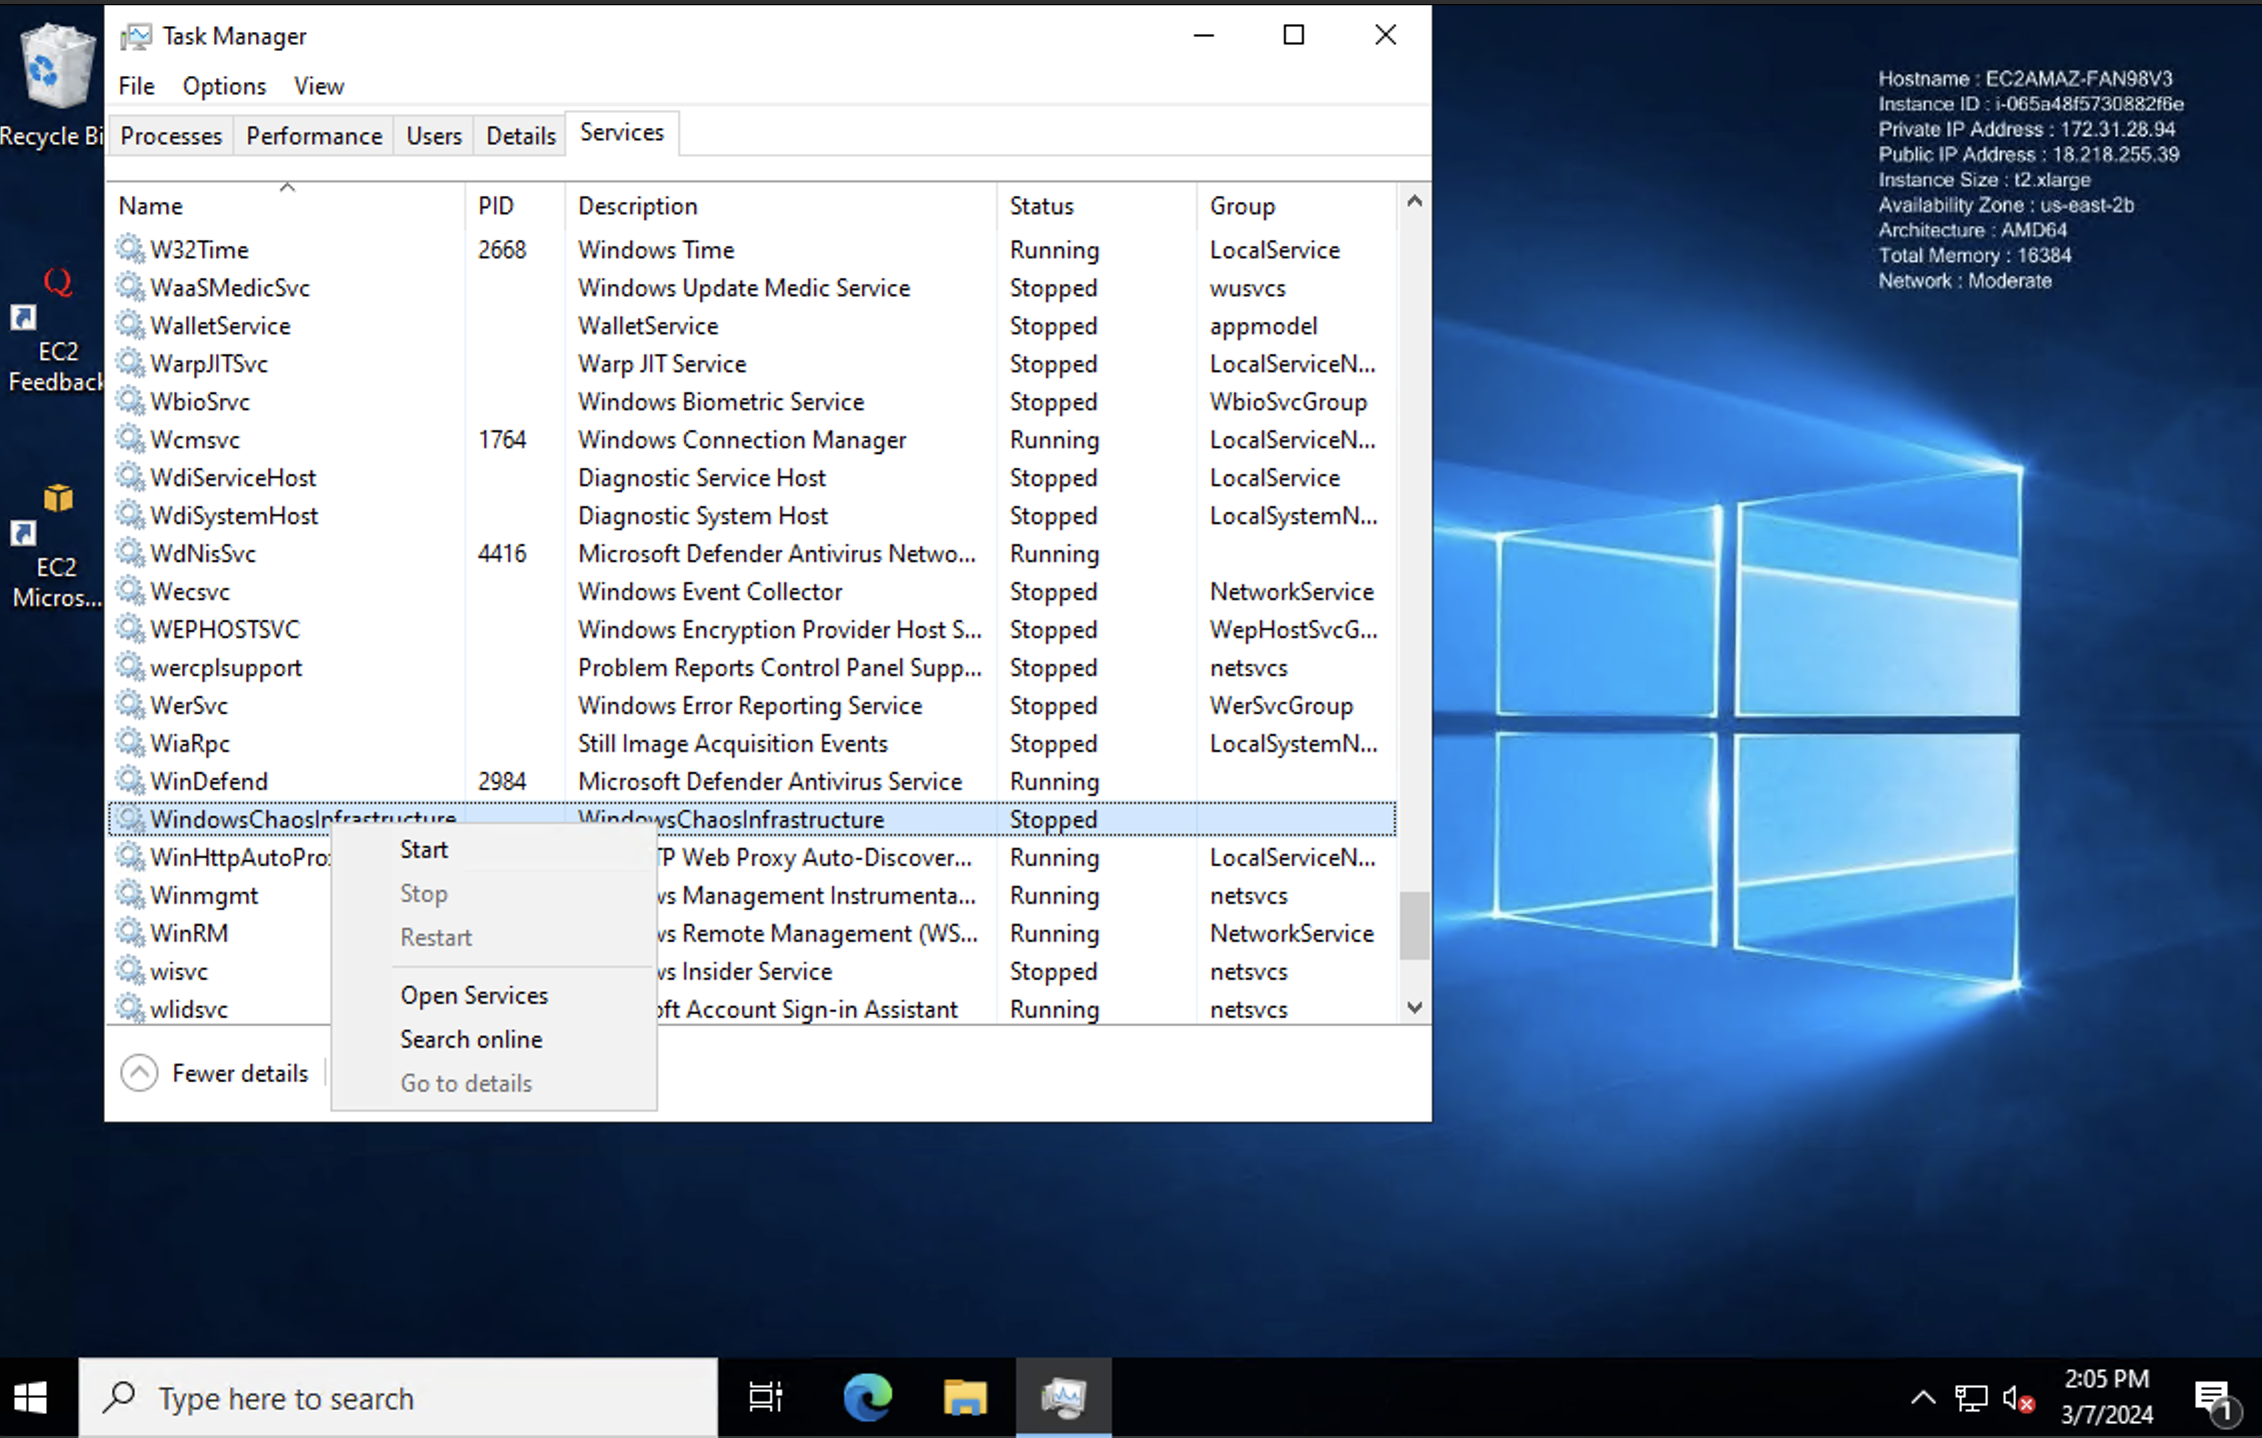 Task Manager
File Options View
Processes Performance Users Details Services
Name PID Description Status Group
W32Time 2668 Windows Time Running LocalService
WaaSMedicSvc Windows Update Medic Service Stopped wusvcs
WalletService WalletService Stopped appmodel
WarpJITSvc Warp JIT Service Stopped LocalServiceN...
WbioSrvc Windows Biometric Service Stopped WbioSvcGroup
Wcmsvc 1764 Windows Connection Manager Running LocalServiceN...
WdiServiceHost Diagnostic Service Host Stopped LocalService
WdiSystemHost Diagnostic System Host Stopped LocalSystemN...
WdNisSvc 4416 Microsoft Defender Antivirus Netwo... Running
Wecsvc Windows Event Collector Stopped NetworkService
WEPHOSTSVC Windows Encryption Provider Host S... Stopped WepHostSvcG...
wercplsupport Problem Reports Control Panel Supp... Stopped netsvcs
WerSvc Windows Error Reporting Service Stopped WerSvcGroup
WiaRpc Still Image Acquisition Events Stopped LocalSystemN...
WinDefend 2984 Microsoft Defender Antivirus Service Running
WindowsChaosInfrastructure WindowsChaosInfrastructure Stopped
WinHttpAutoPro TP Web Proxy Auto-Discover... Running LocalServiceN...
Winmgmt ws Management Instrumenta... Running netsvcs
WinRM ws Remote Management (WS... Running NetworkService
wisvc ws Insider Service Stopped netsvcs
wlidsvc oft Account Sign-in Assistant Running netsvcs
Start
Stop
Restart
Open Services
Search online
Go to details
Fewer details
Recycle Bi
EC2
Feedback
EC2
Micros...
Hostname : EC2AMAZ-FAN98V3
Instance ID : i-065a48f5730882f6e
Private IP Address : 172.31.28.94
Public IP Address : 18.218.255.39
Instance Size : t2.xlarge
Availability Zone : us-east-2b
Architecture : AMD64
Total Memory : 16384
Network : Moderate
Type here to search
2:05 PM
3/7/2024
1